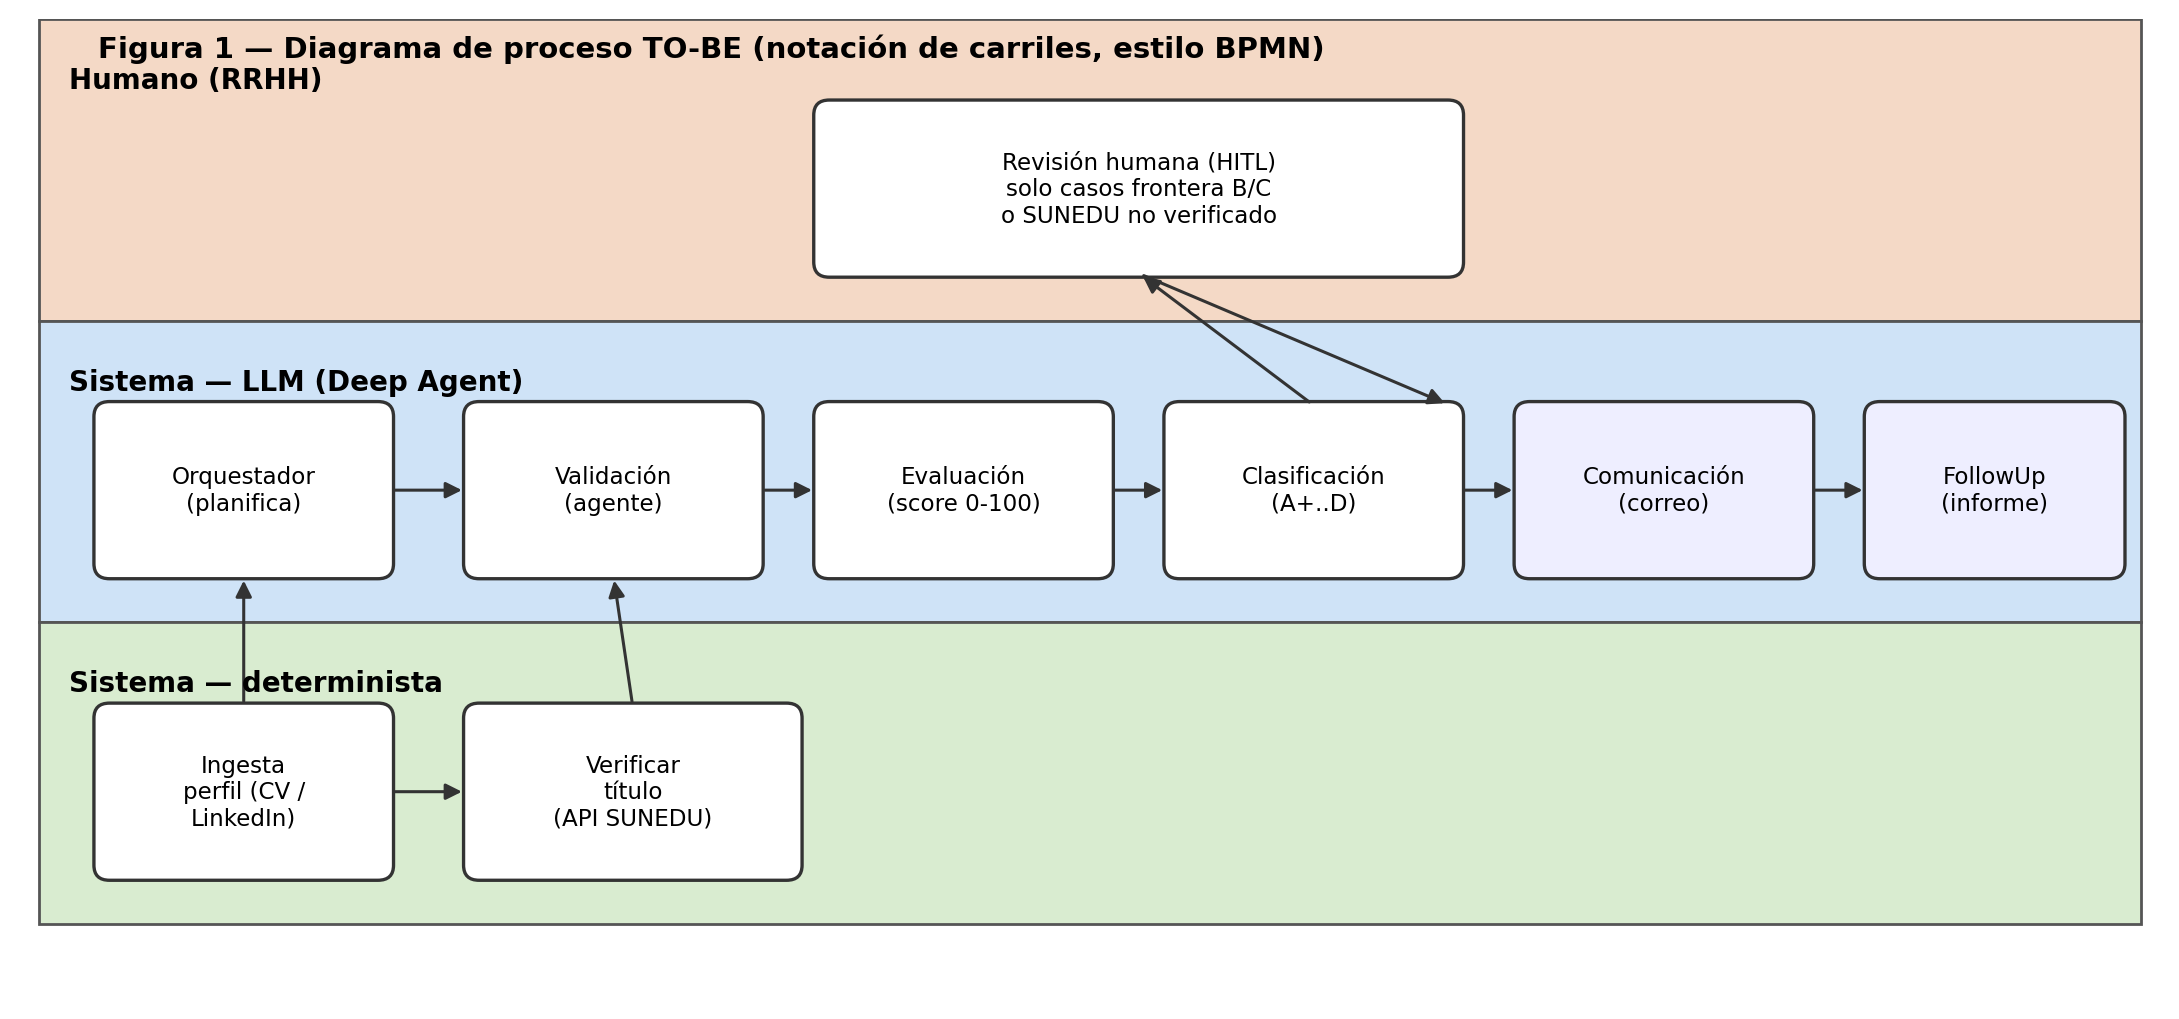 Figura 1 — Diagrama de proceso TO-BE (notación de carriles, estilo BPMN)
Humano (RRHH)
Revisión humana (HITL)
solo casos frontera B/C
o SUNEDU no verificado
Sistema — LLM (Deep Agent)
Orquestador
(planifica)
Validación
(agente)
Evaluación
(score 0-100)
Clasificación
(A+..D)
Comunicación
(correo)
FollowUp
(informe)
Sistema — determinista
Ingesta
perfil (CV /
LinkedIn)
Verificar
título
(API SUNEDU)